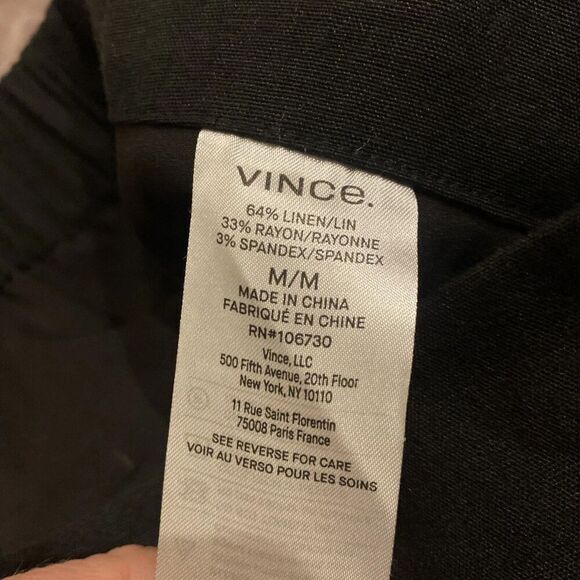 VINCe.
64% LINEN/LIN
33% RAYON/RAYONNE
3% SPANDEX/SPANDEX
M/M
MADE IN CHINA
FABRIQUÉ EN CHINE
RN#106730
Vince, LLC
500 Fifth Avenue, 20th Floor
New York, NY 10110
11 Rue Saint Florentin
75008 Paris France
SEE REVERSE FOR CARE
VOIR AU VERSO POUR LES SOINS